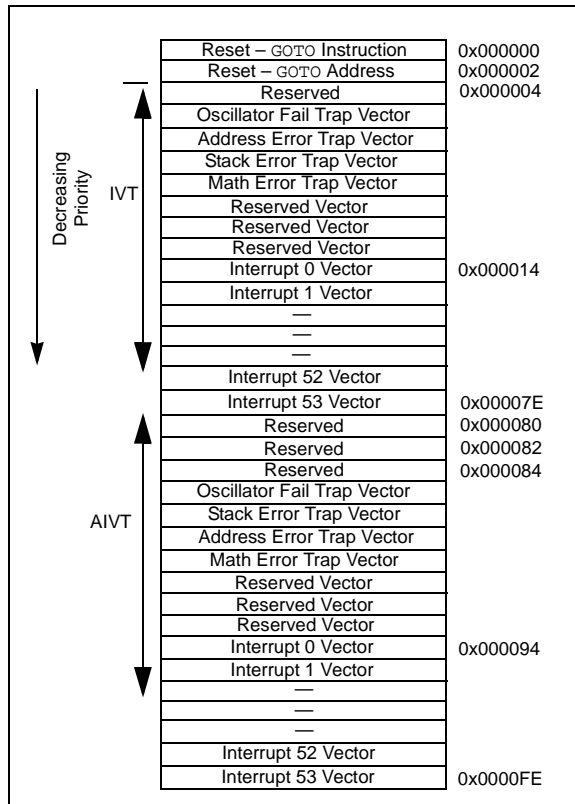 Reset – GOTO Instruction 0x000000
Reset – GOTO Address 0x000002
Reserved 0x000004
Oscillator Fail Trap Vector
Address Error Trap Vector
Stack Error Trap Vector
Math Error Trap Vector
Reserved Vector
Reserved Vector
Reserved Vector
Interrupt 0 Vector 0x000014
Interrupt 1 Vector
—
—
—
Interrupt 52 Vector
Interrupt 53 Vector 0x00007E
Reserved 0x000080
Reserved 0x000082
Reserved 0x000084
Oscillator Fail Trap Vector
Stack Error Trap Vector
Address Error Trap Vector
Math Error Trap Vector
Reserved Vector
Reserved Vector
Reserved Vector
Interrupt 0 Vector 0x000094
Interrupt 1 Vector
—
—
—
Interrupt 52 Vector
Interrupt 53 Vector 0x0000FE
Decreasing
Priority
IVT
AIVT